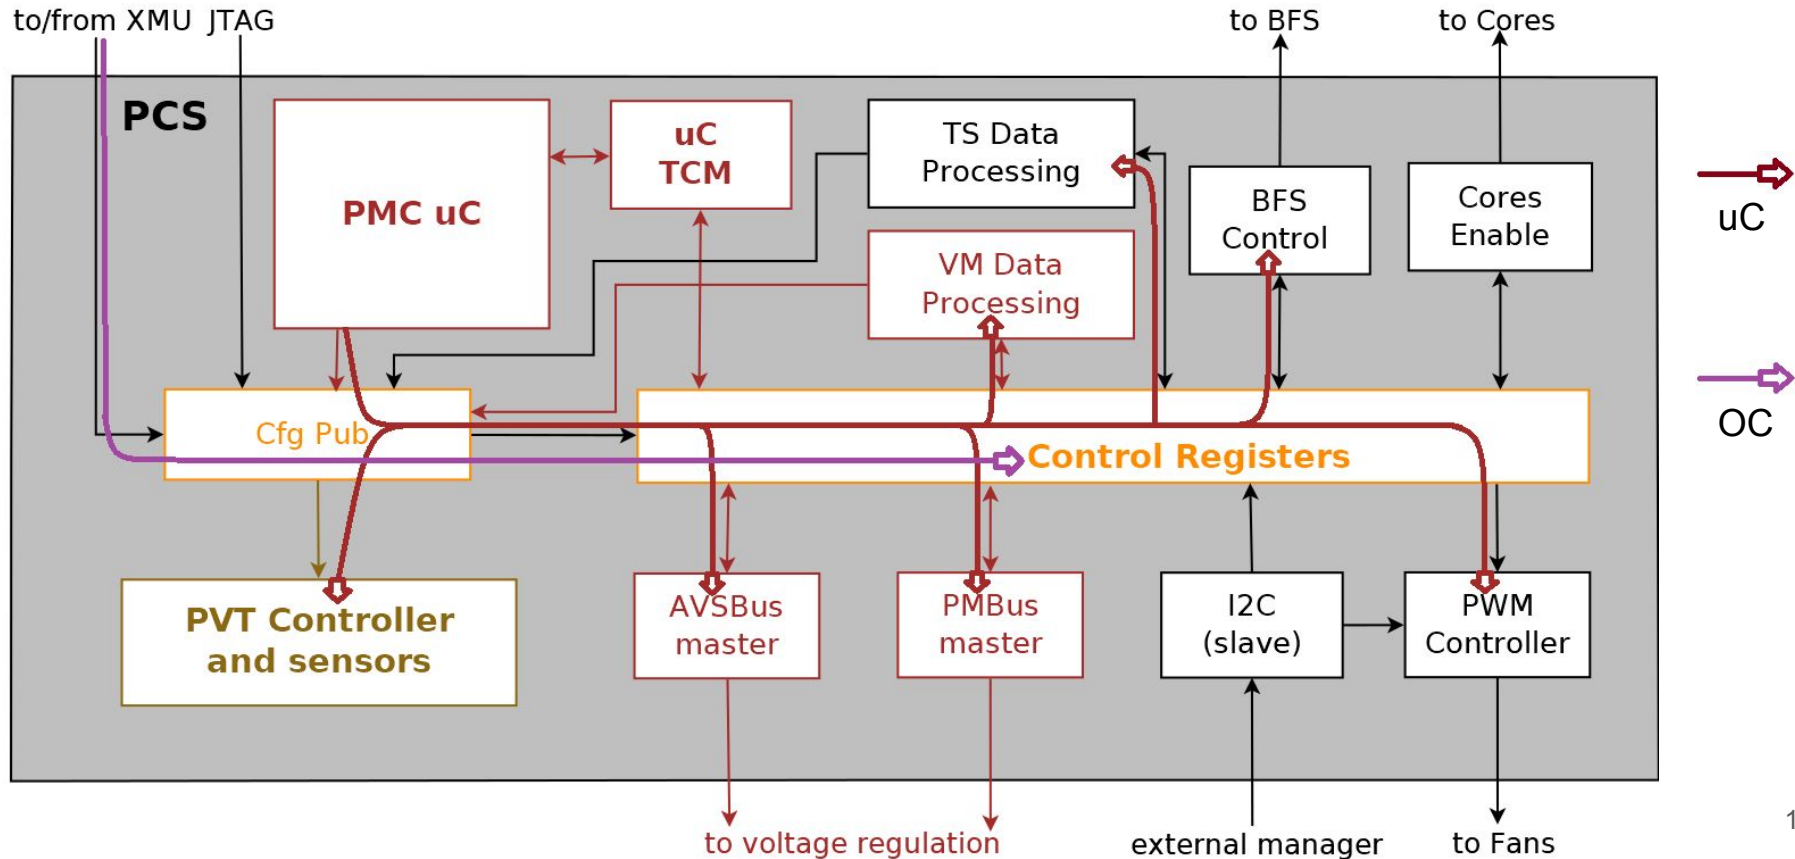 to/from XMU JTAG
to BFS
to Cores
PCS
PMC uC
uC
TCM
TS Data
Processing
BFS
Control
Cores
Enable
uC
VM Data
Processing
OC
Cfg Pub
Control Registers
PVT Controller
and sensors
AVSBus
master
PMBus
master
I2C
(slave)
PWM
Controller
to voltage regulation
external manager
to Fans
1